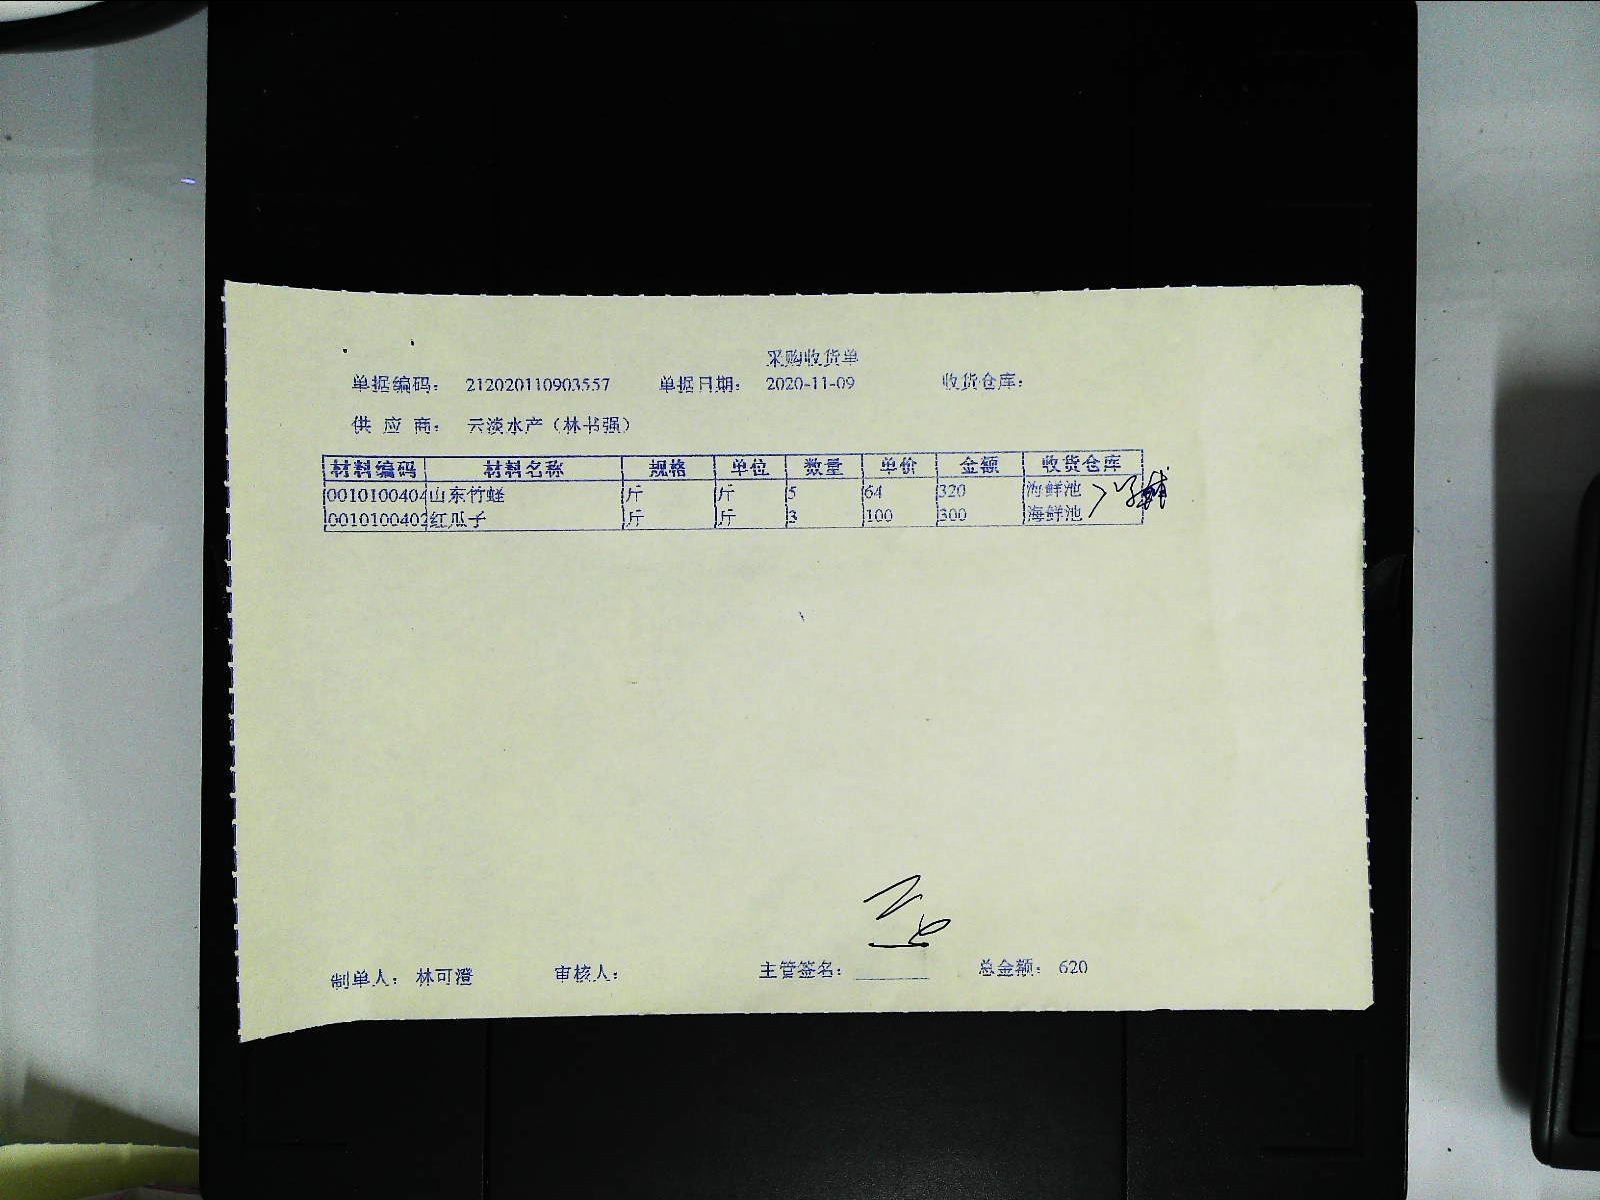 采购收货单
单据编码： 212020110903557 单据日期： 2020-11-09 收货仓库：
供 应 商： 云淡水产（林书强）
材料编码 材料名称 规格 单位 数量 单价 金额 收货仓库
0010100404 山东竹蛏 斤 斤 5 64 320 海鲜池
0010100402 红瓜子 斤 斤 3 100 300 海鲜池
制单人： 林可澄 审核人： 主管签名： 总金额： 620